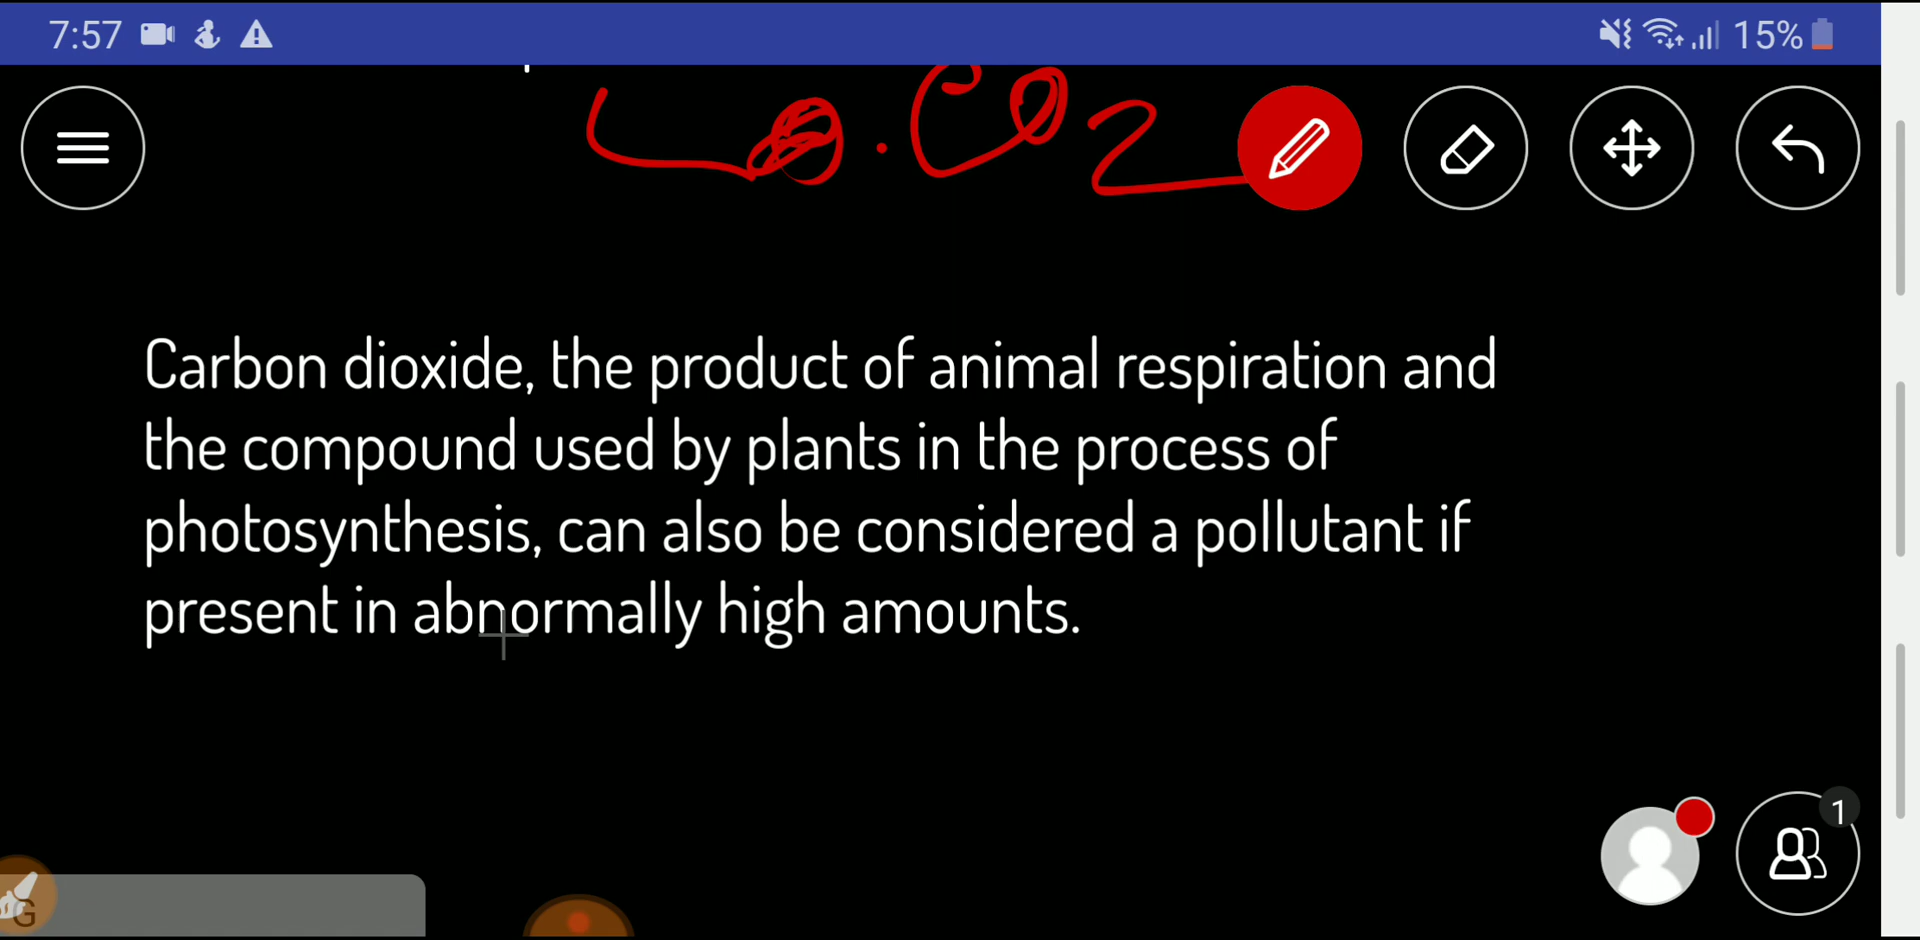 7:57
15%
CO2
Carbon dioxide, the product of animal respiration and
the compound used by plants in the process of
photosynthesis, can also be considered a pollutant if
present in abnormally high amounts.
1
G